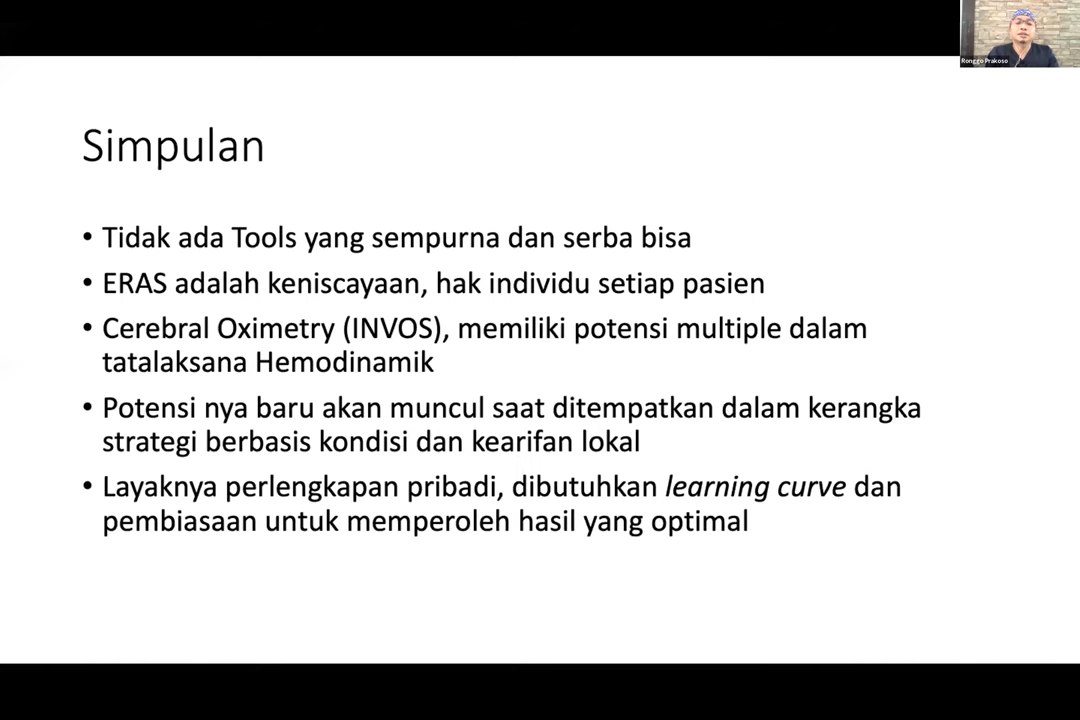 Ronggo Prakoso
Simpulan
• Tidak ada Tools yang sempurna dan serba bisa
• ERAS adalah keniscayaan, hak individu setiap pasien
• Cerebral Oximetry (INVOS), memiliki potensi multiple dalam
tatalaksana Hemodinamik
• Potensi nya baru akan muncul saat ditempatkan dalam kerangka
strategi berbasis kondisi dan kearifan lokal
• Layaknya perlengkapan pribadi, dibutuhkan learning curve dan
pembiasaan untuk memperoleh hasil yang optimal